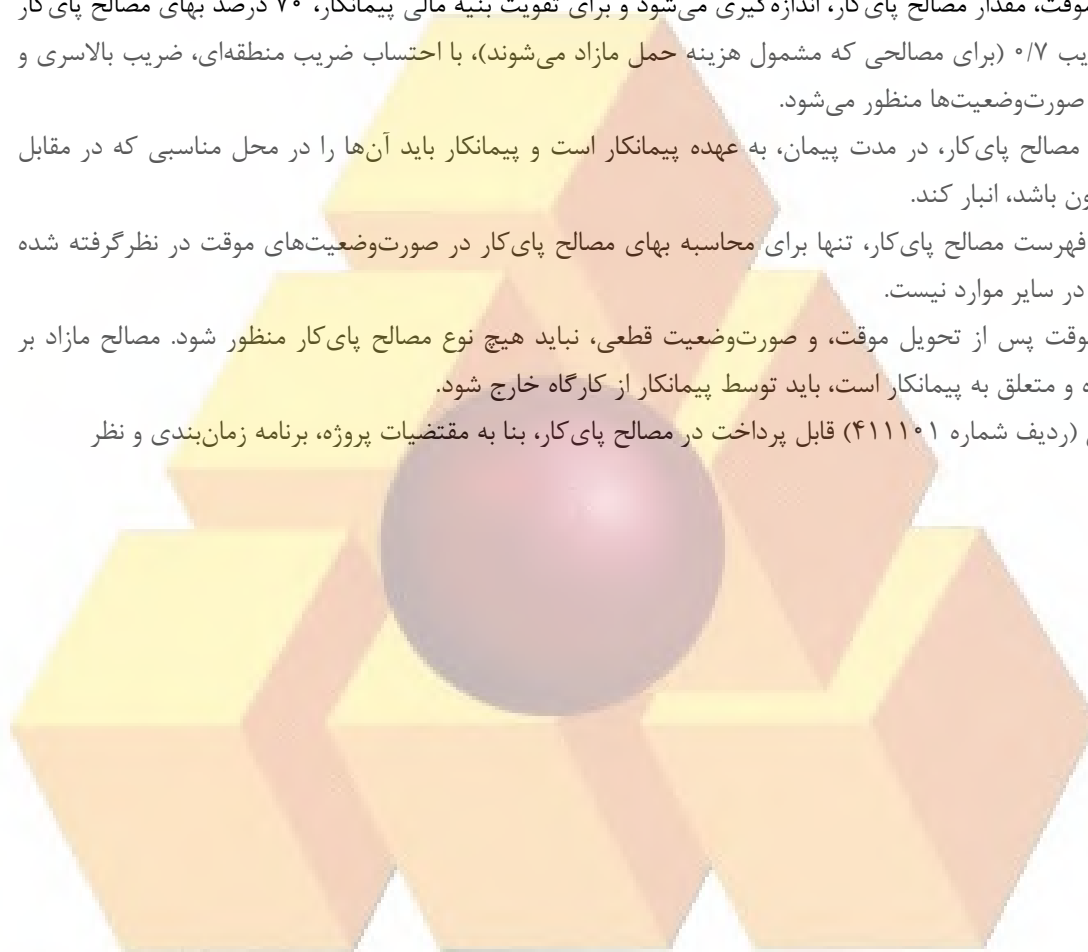 موقت، مقدار مصالح پای‌کار، اندازه‌گیری می‌شود و برای تقویت بنیه مالی پیمانکار، ۷۰ درصد بهای مصالح پای‌کار
یب ۰/۷ (برای مصالحی که مشمول هزینه حمل مازاد می‌شوند)، با احتساب ضریب منطقه‌ای، ضریب بالاسری و
صورت‌وضعیت‌ها منظور می‌شود.
مصالح پای‌کار، در مدت پیمان، به عهده پیمانکار است و پیمانکار باید آن‌ها را در محل مناسبی که در مقابل
ون باشد، انبار کند.
فهرست مصالح پای‌کار، تنها برای محاسبه بهای مصالح پای‌کار در صورت‌وضعیت‌های موقت در نظرگرفته شده
در سایر موارد نیست.
وقت پس از تحویل موقت، و صورت‌وضعیت قطعی، نباید هیچ نوع مصالح پای‌کار منظور شود. مصالح مازاد بر
ه و متعلق به پیمانکار است، باید توسط پیمانکار از کارگاه خارج شود.
(ردیف شماره ۴۱۱۱۰۱) قابل پرداخت در مصالح پای‌کار، بنا به مقتضیات پروژه، برنامه زمان‌بندی و نظر